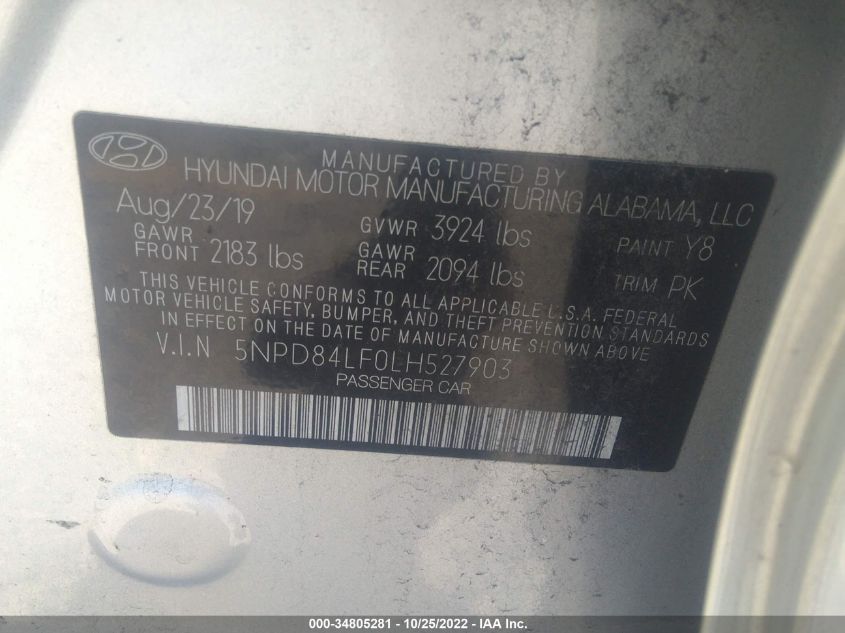 MANUFACTURED BY
HYUNDAI MOTOR MANUFACTURING ALABAMA, LLC
Aug/23/19
GAWR FRONT 2183 lbs
GVWR 3924 lbs
GAWR REAR 2094 lbs
PAINT Y8
TRIM PK
THIS VEHICLE CONFORMS TO ALL APPLICABLE U.S.A. FEDERAL
MOTOR VEHICLE SAFETY, BUMPER, AND THEFT PREVENTION STANDARDS
IN EFFECT ON THE DATE OF MANUFACTURE SHOWN ABOVE.
V.I.N 5NPD84LF0LH527903
PASSENGER CAR
000-34805281 - 10/25/2022 - IAA Inc.